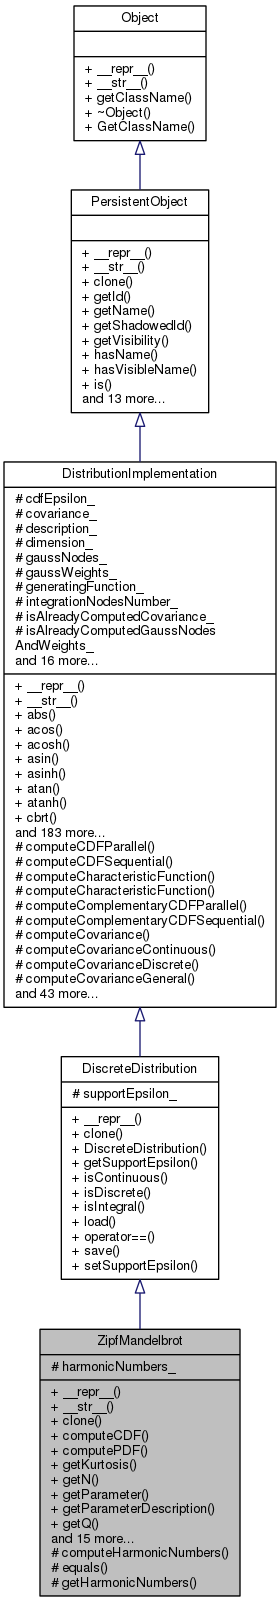 Object
+ __repr__()
+ __str__()
+ getClassName()
+ ~Object()
+ GetClassName()
PersistentObject
+ __repr__()
+ __str__()
+ clone()
+ getId()
+ getName()
+ getShadowedId()
+ getVisibility()
+ hasName()
+ hasVisibleName()
+ is()
and 13 more...
DistributionImplementation
# cdfEpsilon_
# covariance_
# description_
# dimension_
# gaussNodes_
# gaussWeights_
# generatingFunction_
# integrationNodesNumber_
# isAlreadyComputedCovariance_
# isAlreadyComputedGaussNodes
AndWeights_
and 16 more...
+ __repr__()
+ __str__()
+ abs()
+ acos()
+ acosh()
+ asin()
+ asinh()
+ atan()
+ atanh()
+ cbrt()
and 183 more...
# computeCDFParallel()
# computeCDFSequential()
# computeCharacteristicFunction()
# computeCharacteristicFunction()
# computeComplementaryCDFParallel()
# computeComplementaryCDFSequential()
# computeCovariance()
# computeCovarianceContinuous()
# computeCovarianceDiscrete()
# computeCovarianceGeneral()
and 43 more...
DiscreteDistribution
# supportEpsilon_
+ __repr__()
+ clone()
+ DiscreteDistribution()
+ getSupportEpsilon()
+ isContinuous()
+ isDiscrete()
+ isIntegral()
+ load()
+ operator==()
+ save()
+ setSupportEpsilon()
ZipfMandelbrot
# harmonicNumbers_
+ __repr__()
+ __str__()
+ clone()
+ computeCDF()
+ computePDF()
+ getKurtosis()
+ getN()
+ getParameter()
+ getParameterDescription()
+ getQ()
and 15 more...
# computeHarmonicNumbers()
# equals()
# getHarmonicNumbers()